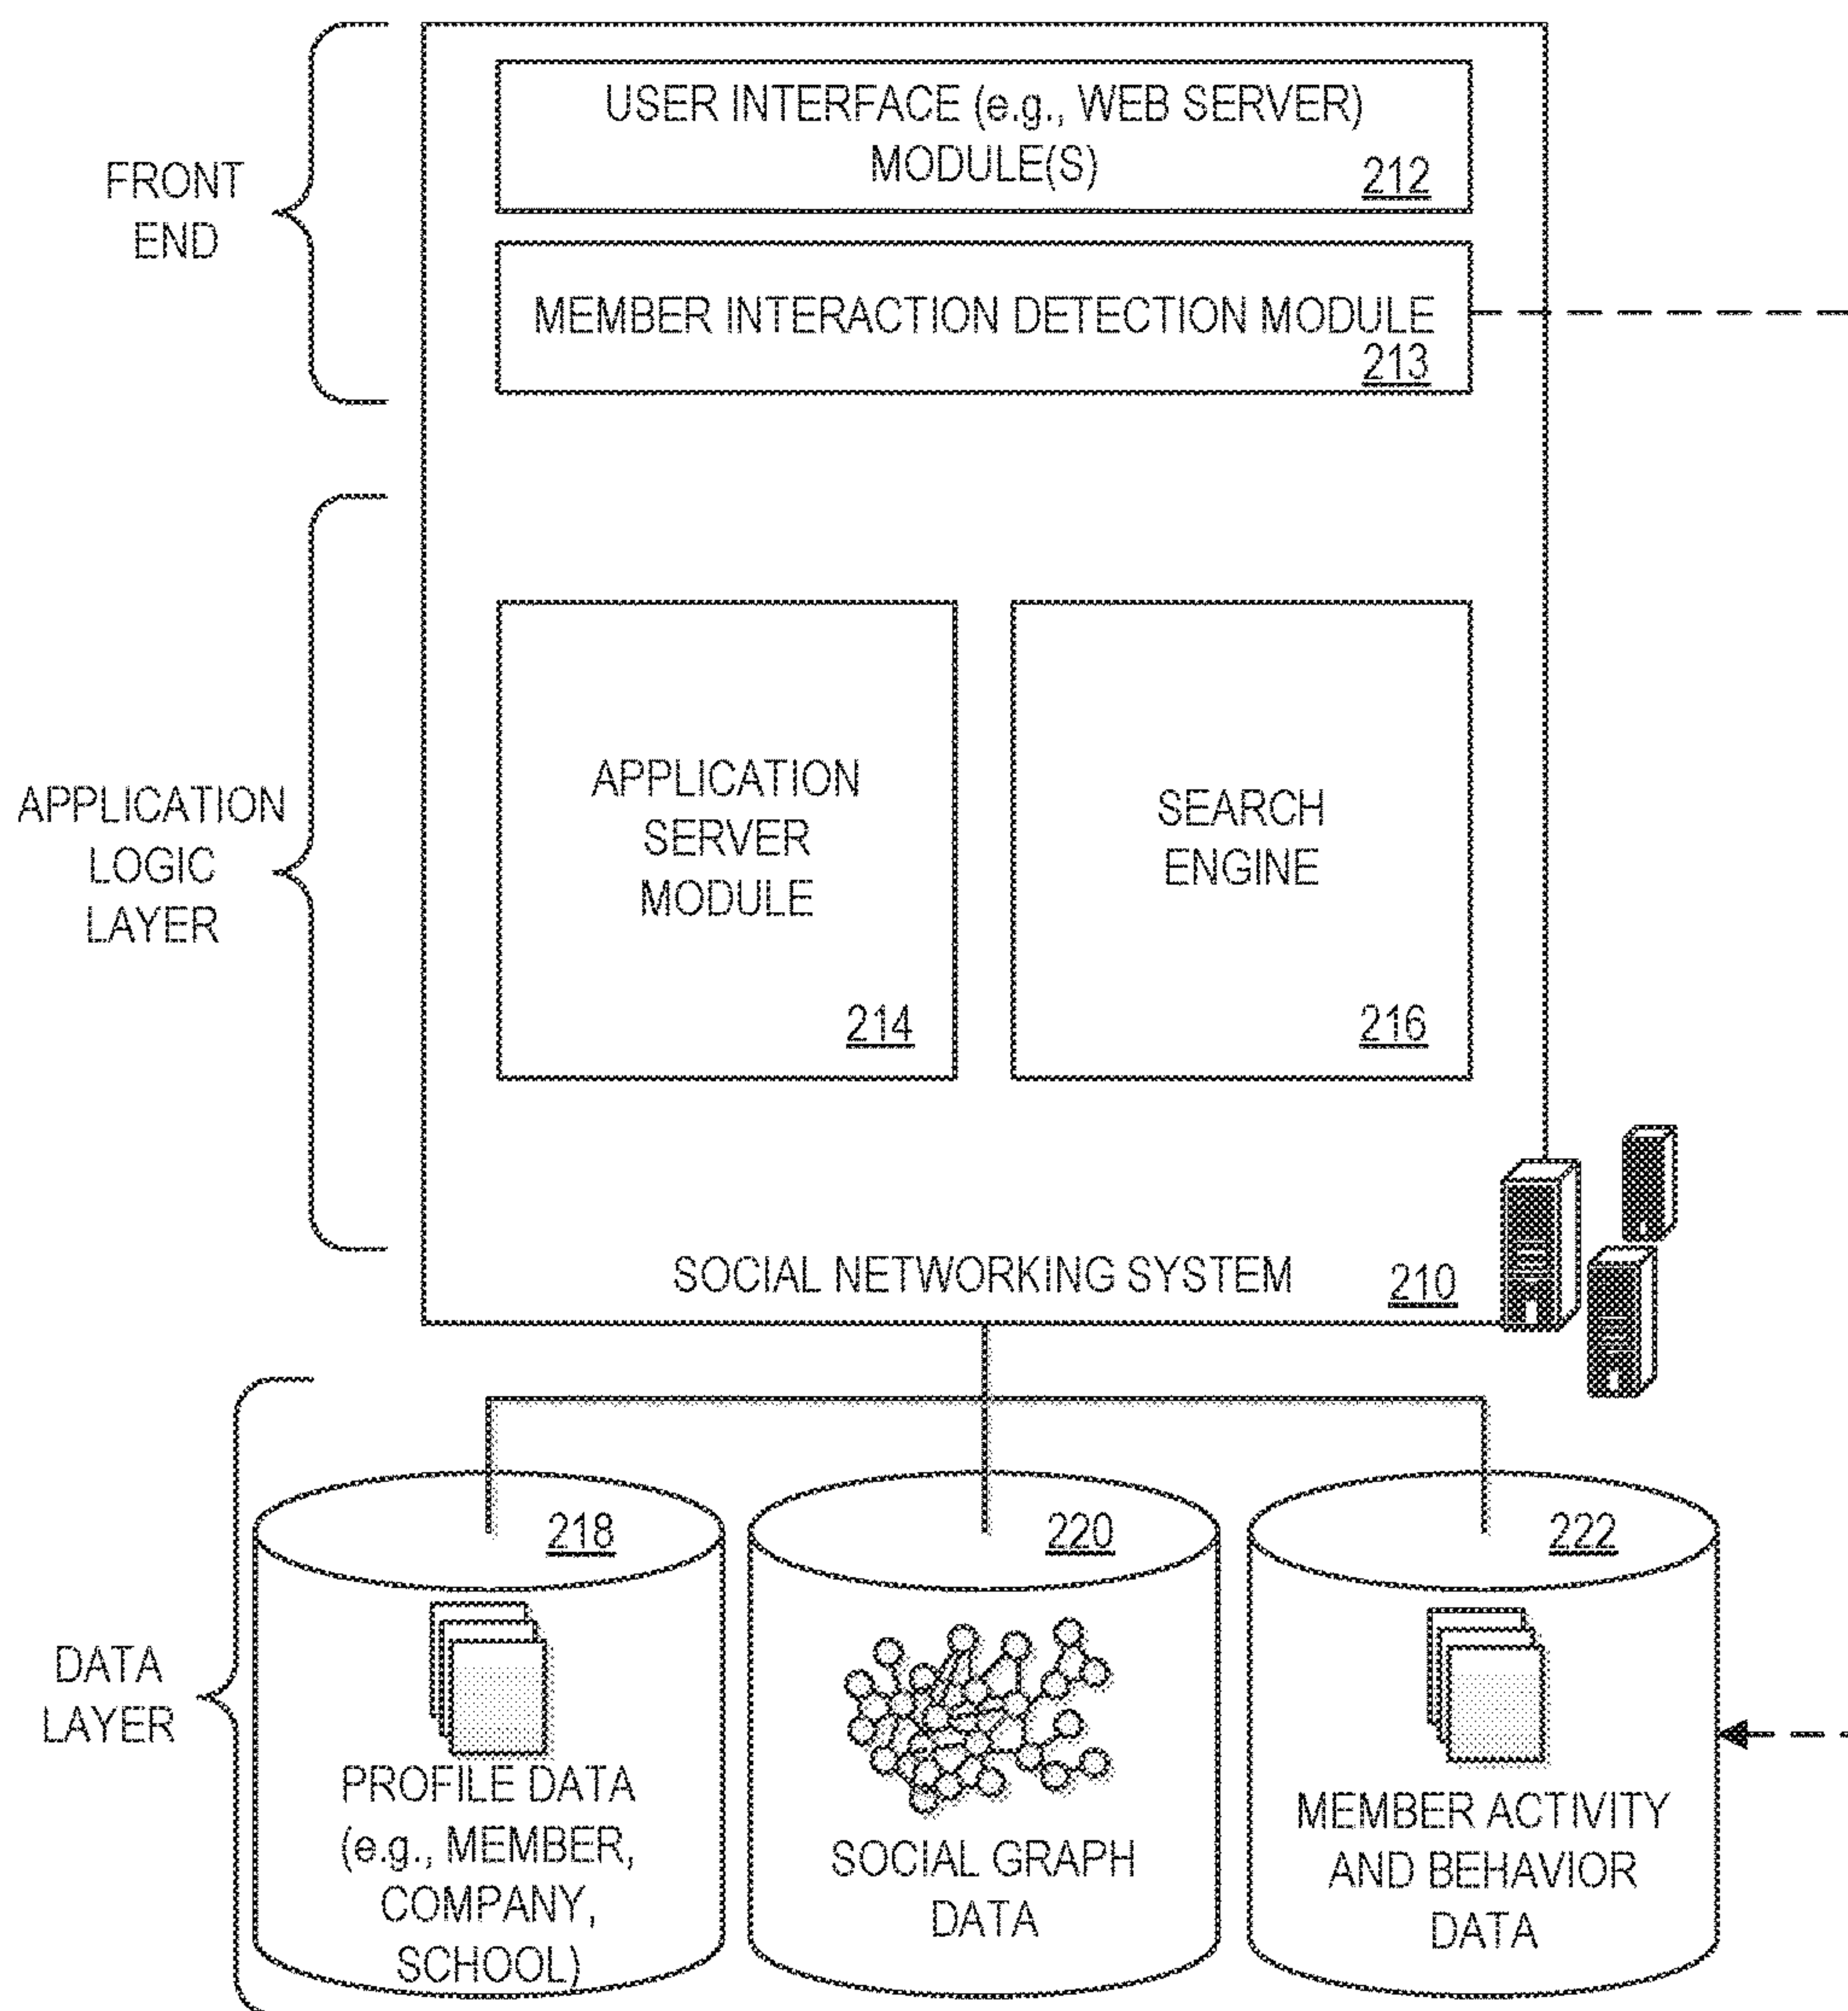 FRONT
END
USER INTERFACE (e.g., WEB SERVER)
MODULE(S)
212
MEMBER INTERACTION DETECTION MODULE
213
APPLICATION
LOGIC
LAYER
APPLICATION
SERVER
MODULE
214
SEARCH
ENGINE
216
SOCIAL NETWORKING SYSTEM
210
DATA
LAYER
218
PROFILE DATA
(e.g., MEMBER,
COMPANY,
SCHOOL)
220
SOCIAL GRAPH
DATA
222
MEMBER ACTIVITY
AND BEHAVIOR
DATA